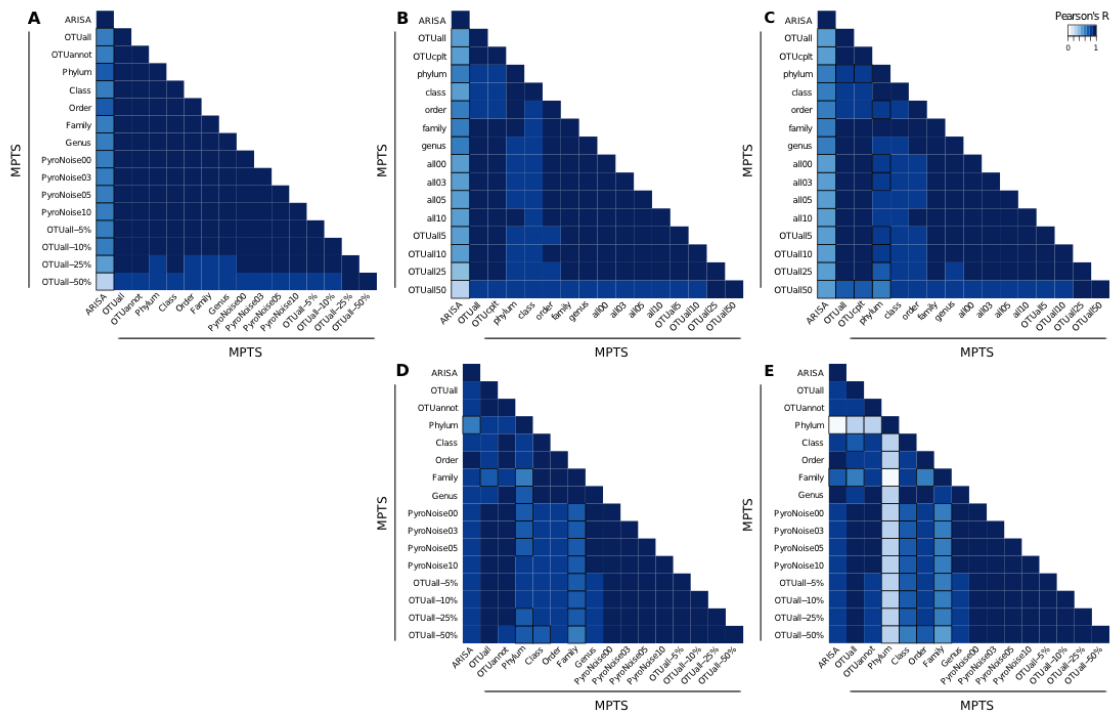 A
ARISA
OTUall
OTUannot
Phylum
Class
Order
Family
Genus
PyroNoise00
PyroNoise03
PyroNoise05
PyroNoise10
OTUall−5%
OTUall−10%
OTUall−25%
OTUall−50%
MPTS
ARISA
OTUall
OTUannot
Phylum
Class
Order
Family
Genus
PyroNoise00
PyroNoise03
PyroNoise05
PyroNoise10
OTUall−5%
OTUall−10%
OTUall−25%
OTUall−50%
MPTS
B
ARISA
OTUall
OTUcplt
phylum
class
order
family
genus
all00
all03
all05
all10
OTUall5
OTUall10
OTUall25
OTUall50
MPTS
ARISA
OTUall
OTUcplt
phylum
class
order
family
genus
all00
all03
all05
all10
OTUall5
OTUall10
OTUall25
OTUall50
MPTS
C
ARISA
OTUall
OTUcplt
phylum
class
order
family
genus
all00
all03
all05
all10
OTUall5
OTUall10
OTUall25
OTUall50
MPTS
ARISA
OTUall
OTUcplt
phylum
class
order
family
genus
all00
all03
all05
all10
OTUall5
OTUall10
OTUall25
OTUall50
MPTS
Pearson's R
0 1
D
ARISA
OTUall
OTUannot
Phylum
Class
Order
Family
Genus
PyroNoise00
PyroNoise03
PyroNoise05
PyroNoise10
OTUall−5%
OTUall−10%
OTUall−25%
OTUall−50%
MPTS
ARISA
OTUall
OTUannot
Phylum
Class
Order
Family
Genus
PyroNoise00
PyroNoise03
PyroNoise05
PyroNoise10
OTUall−5%
OTUall−10%
OTUall−25%
OTUall−50%
MPTS
E
ARISA
OTUall
OTUannot
Phylum
Class
Order
Family
Genus
PyroNoise00
PyroNoise03
PyroNoise05
PyroNoise10
OTUall−5%
OTUall−10%
OTUall−25%
OTUall−50%
MPTS
ARISA
OTUall
OTUannot
Phylum
Class
Order
Family
Genus
PyroNoise00
PyroNoise03
PyroNoise05
PyroNoise10
OTUall−5%
OTUall−10%
OTUall−25%
OTUall−50%
MPTS